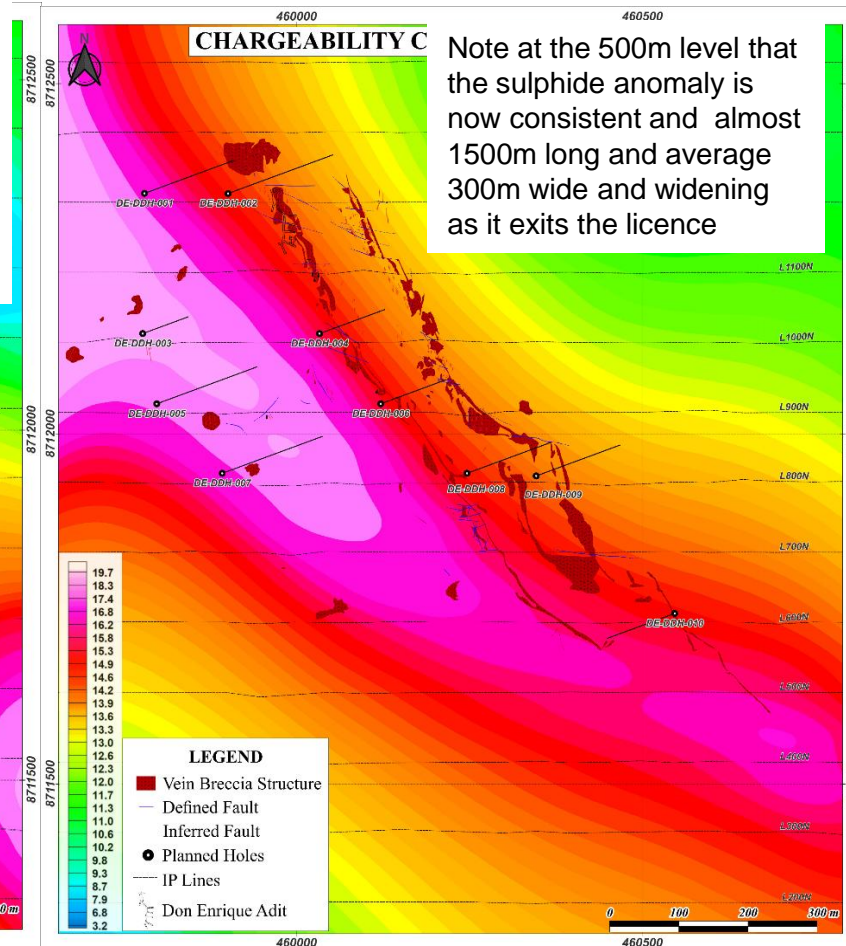 460000
460500
CHARGEABILITY C
Note at the 500m level that
the sulphide anomaly is
now consistent and almost
1500m long and average
300m wide and widening
as it exits the licence
N
8712500
8712500
DE-DDH-001
DE-DDH-002
L1100N
DE-DDH-003
DE-DDH-004
L1000N
DE-DDH-005
DE-DDH-006
L900N
8712000
8712000
DE-DDH-007
DE-DDH-008
DE-DDH-009
L800N
L700N
DE-DDH-010
L600N
L500N
L400N
L300N
L200N
8711500
8711500
19.7
18.3
17.4
16.8
16.2
15.8
15.3
14.9
14.6
14.2
13.9
13.6
13.3
13.0
12.6
12.3
12.0
11.7
11.3
11.0
10.6
10.2
9.8
9.3
8.7
7.9
6.8
3.2
LEGEND
Vein Breccia Structure
Defined Fault
Inferred Fault
Planned Holes
IP Lines
Don Enrique Adit
0 m
0 100 200 300 m
460000
460500